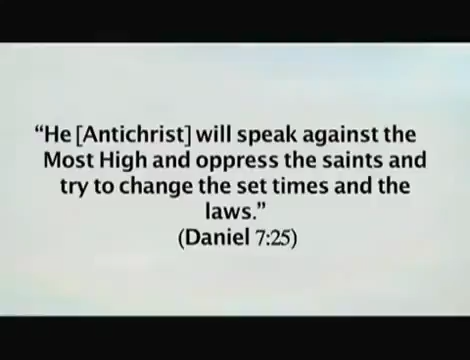 “He [Antichrist] will speak against the
Most High and oppress the saints and
try to change the set times and the
laws.”
(Daniel 7:25)